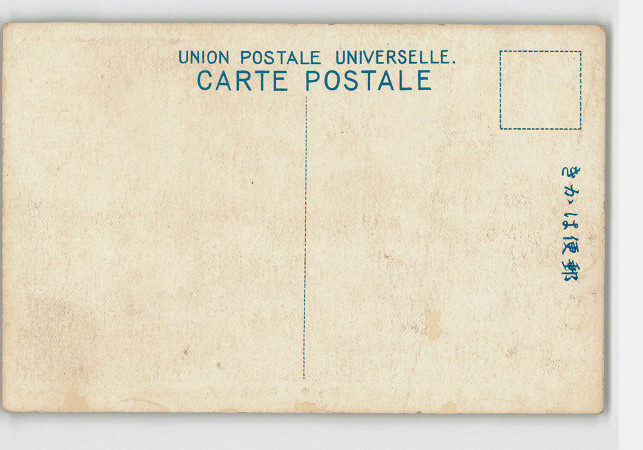 UNION POSTALE UNIVERSELLE.
CARTE POSTALE
きかは便郵